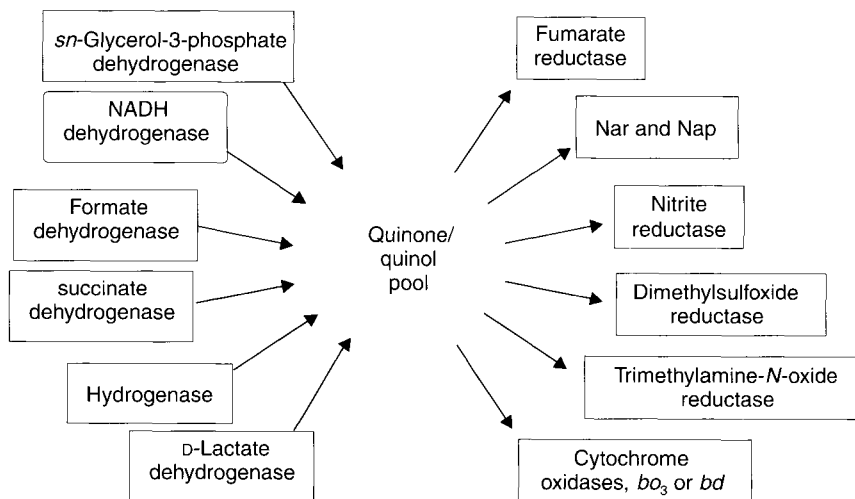 sn-Glycerol-3-phosphate
dehydrogenase
NADH
dehydrogenase
Formate
dehydrogenase
succinate
dehydrogenase
Hydrogenase
D-Lactate
dehydrogenase
Quinone/
quinol
pool
Fumarate
reductase
Nar and Nap
Nitrite
reductase
Dimethylsulfoxide
reductase
Trimethylamine-N-oxide
reductase
Cytochrome
oxidases, bo₃ or bd